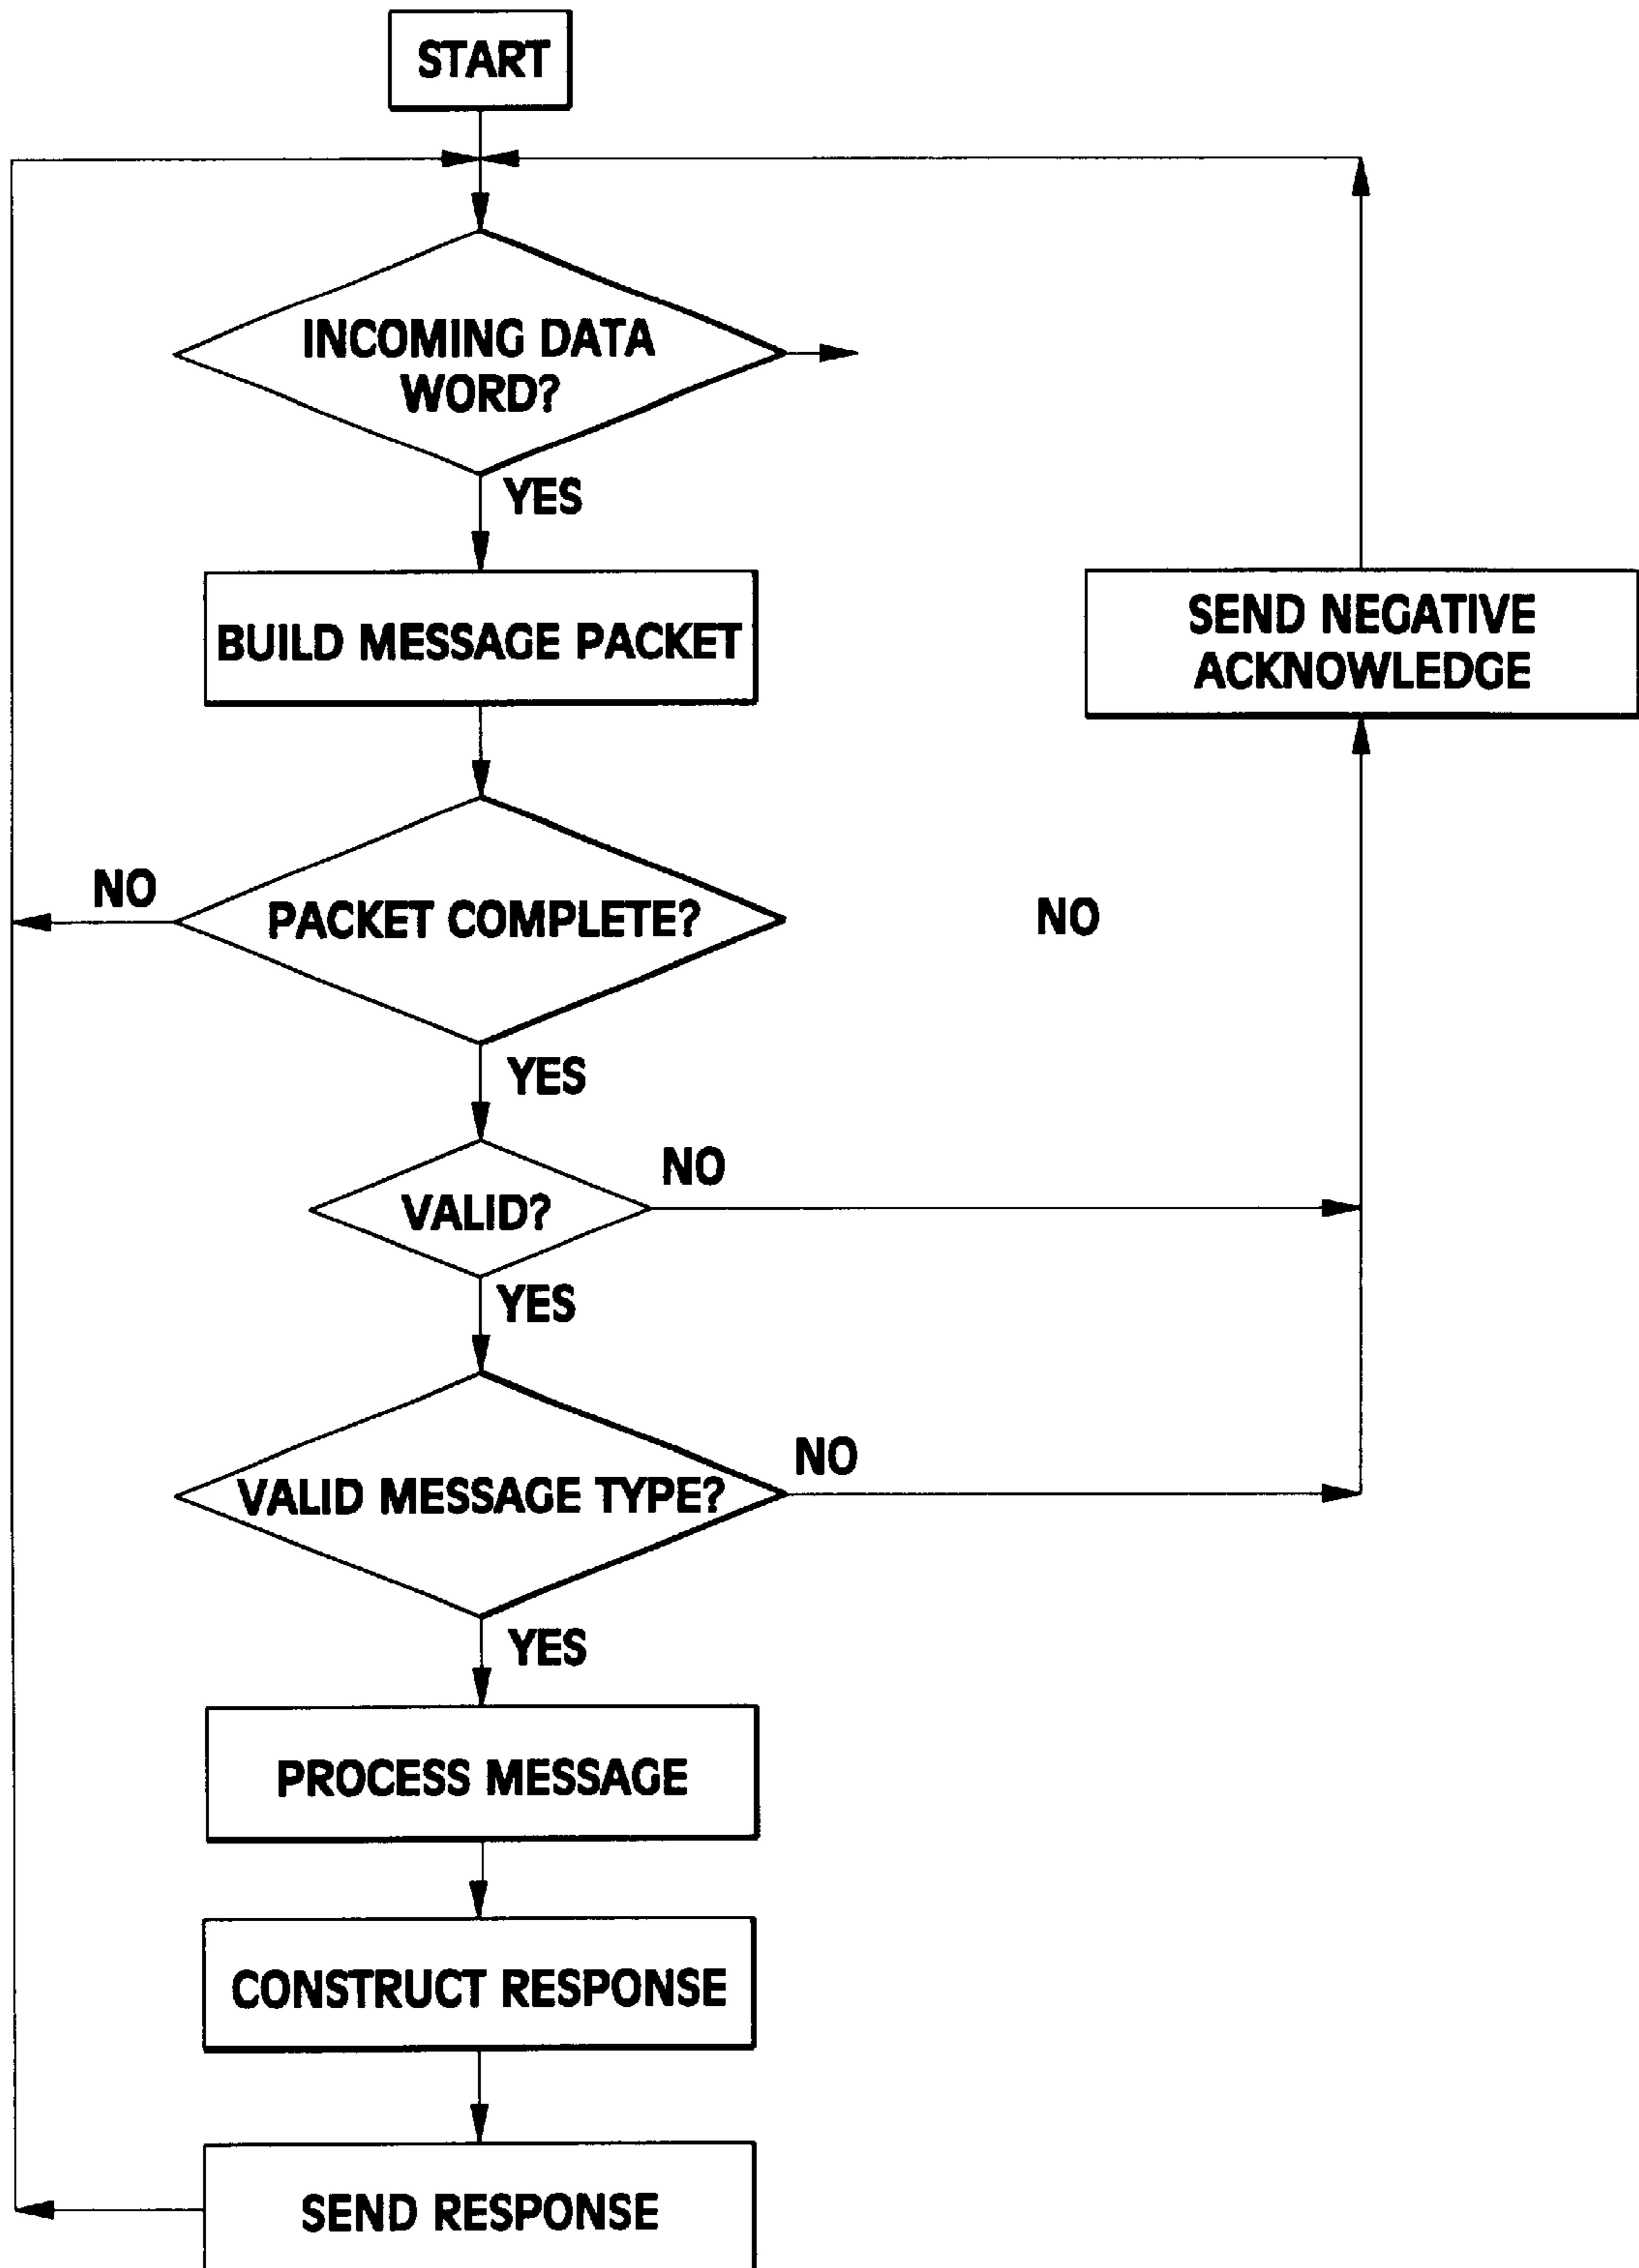 START
INCOMING DATA
WORD?
YES
BUILD MESSAGE PACKET
SEND NEGATIVE
ACKNOWLEDGE
NO
PACKET COMPLETE?
NO
YES
NO
VALID?
YES
NO
VALID MESSAGE TYPE?
YES
PROCESS MESSAGE
CONSTRUCT RESPONSE
SEND RESPONSE